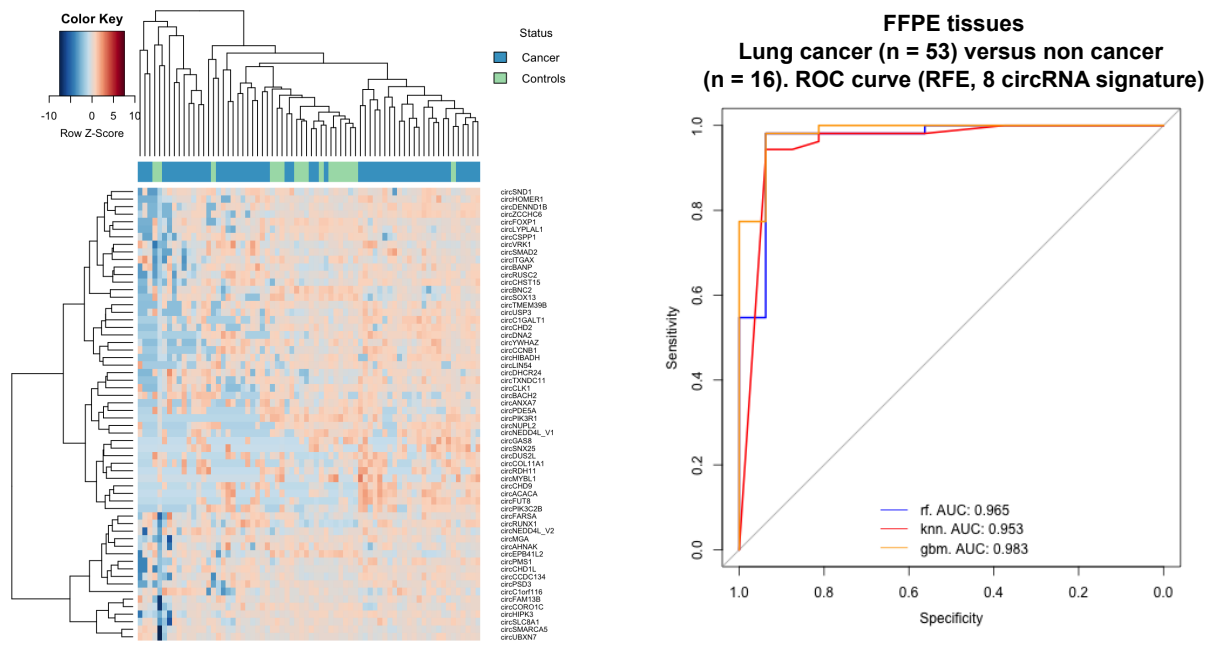 Color Key
-10
-5
0
5
10
Row Z-Score
Status
Cancer
Controls
circSND1
circHOMER1
circDENND1B
circZCCHC6
circFOXP1
circLYPLAL1
circCSPP1
circVRK1
circSMAD2
circITGAX
circBANP
circRUSC2
circCHST15
circBNC2
circSOX13
circTMEM39B
circUSP3
circC1GALT1
circCHD2
circDNA2
circYWHAZ
circCCNB1
circHIBADH
circLIN54
circDHCR24
circTXNDC11
circCLK1
circBACH2
circANXA7
circPDE5A
circPIK3R1
circNUPL2
circNEDD4L_V1
circGAS8
circSNX25
circDUS2L
circCOL11A1
circRDH11
circMYBL1
circCHD9
circACACA
circFUT8
circPIK3C2B
circFARSA
circRUNX1
circNEDD4L_V2
circMGA
circAHNAK
circEPB41L2
circPMS1
circCHD1L
circCCDC134
circPSD3
circC1orf116
circFAM13B
circCORO1C
circHIPK3
circSLC8A1
circSMARCA5
circUBXN7
FFPE tissues
Lung cancer (n = 53) versus non cancer
(n = 16). ROC curve (RFE, 8 circRNA signature)
Sensitivity
1.0
0.8
0.6
0.4
0.2
0.0
rf. AUC: 0.965
knn. AUC: 0.953
gbm. AUC: 0.983
1.0
0.8
0.6
0.4
0.2
0.0
Specificity